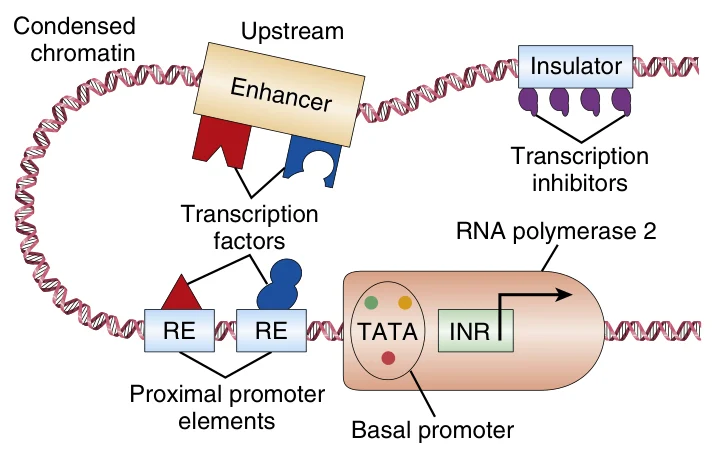 Condensed
chromatin
Upstream
Enhancer
Insulator
Transcription
inhibitors
Transcription
factors
RNA polymerase 2
RE
RE
TATA
INR
Proximal promoter
elements
Basal promoter